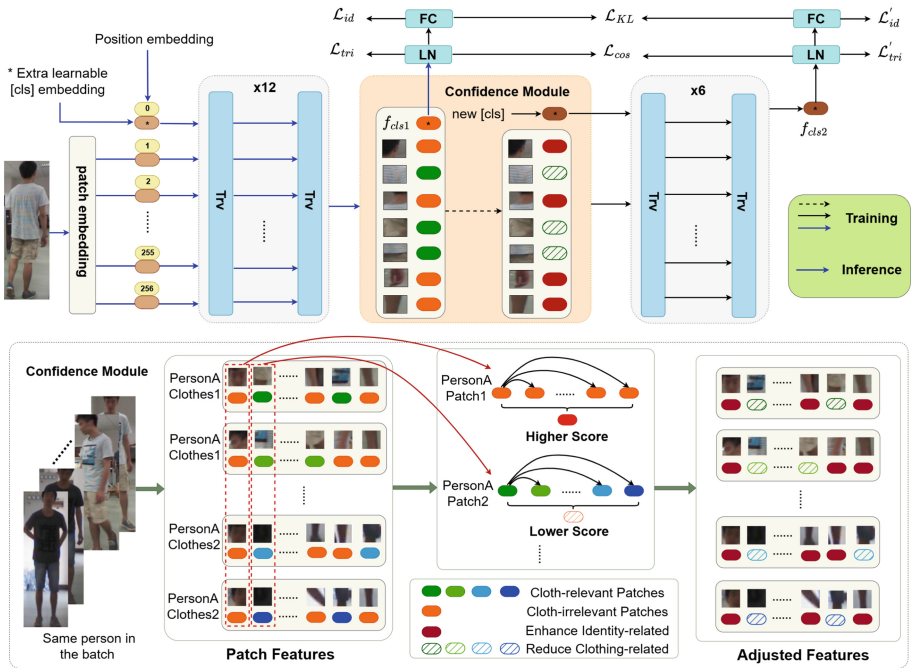 ℒ_id
FC
ℒ_KL
FC
ℒ'_id
Position embedding
ℒ_tri
LN
ℒ_cos
LN
ℒ'_tri
* Extra learnable
[cls] embedding
x12
Confidence Module
x6
0
*
f_cls1
*
new [cls]
*
*
f_cls2
patch embedding
1
2
......
255
256
Trv
......
Trv
Trv
......
Trv
Training
Inference
Confidence Module
PersonA
Clothes1
......
......
PersonA
Clothes1
......
......
......
PersonA
Clothes2
......
......
PersonA
Clothes2
......
......
Same person in
the batch
Patch Features
PersonA
Patch1
......
Higher Score
PersonA
Patch2
......
Lower Score
......
Cloth-relevant Patches
Cloth-irrelevant Patches
Enhance Identity-related
Reduce Clothing-related
......
......
......
......
......
......
......
......
......
Adjusted Features